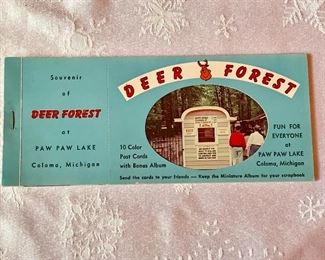 Souvenir
of
DEER FOREST
at
PAW PAW LAKE
Coloma, Michigan
DEER FOREST
10 Color
Post Cards
with Bonus Album
FUN FOR
EVERYONE
at
PAW PAW LAKE
Coloma, Michigan
Send the cards to your friends — Keep the Miniature Album for your scrapbook